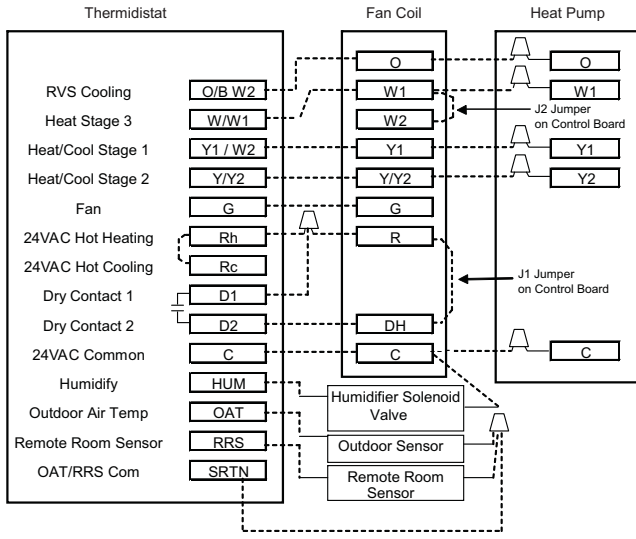 Thermidistat
Fan Coil
Heat Pump
O
O
RVS Cooling
O/B W2
W1
W1
J2 Jumper
on Control Board
Heat Stage 3
W/W1
W2
Heat/Cool Stage 1
Y1 / W2
Y1
Y1
Heat/Cool Stage 2
Y/Y2
Y/Y2
Y2
Fan
G
G
24VAC Hot Heating
Rh
R
24VAC Hot Cooling
Rc
J1 Jumper
on Control Board
Dry Contact 1
D1
Dry Contact 2
D2
DH
24VAC Common
C
C
C
Humidify
HUM
Humidifier Solenoid
Valve
Outdoor Air Temp
OAT
Outdoor Sensor
Remote Room Sensor
RRS
Remote Room
Sensor
OAT/RRS Com
SRTN